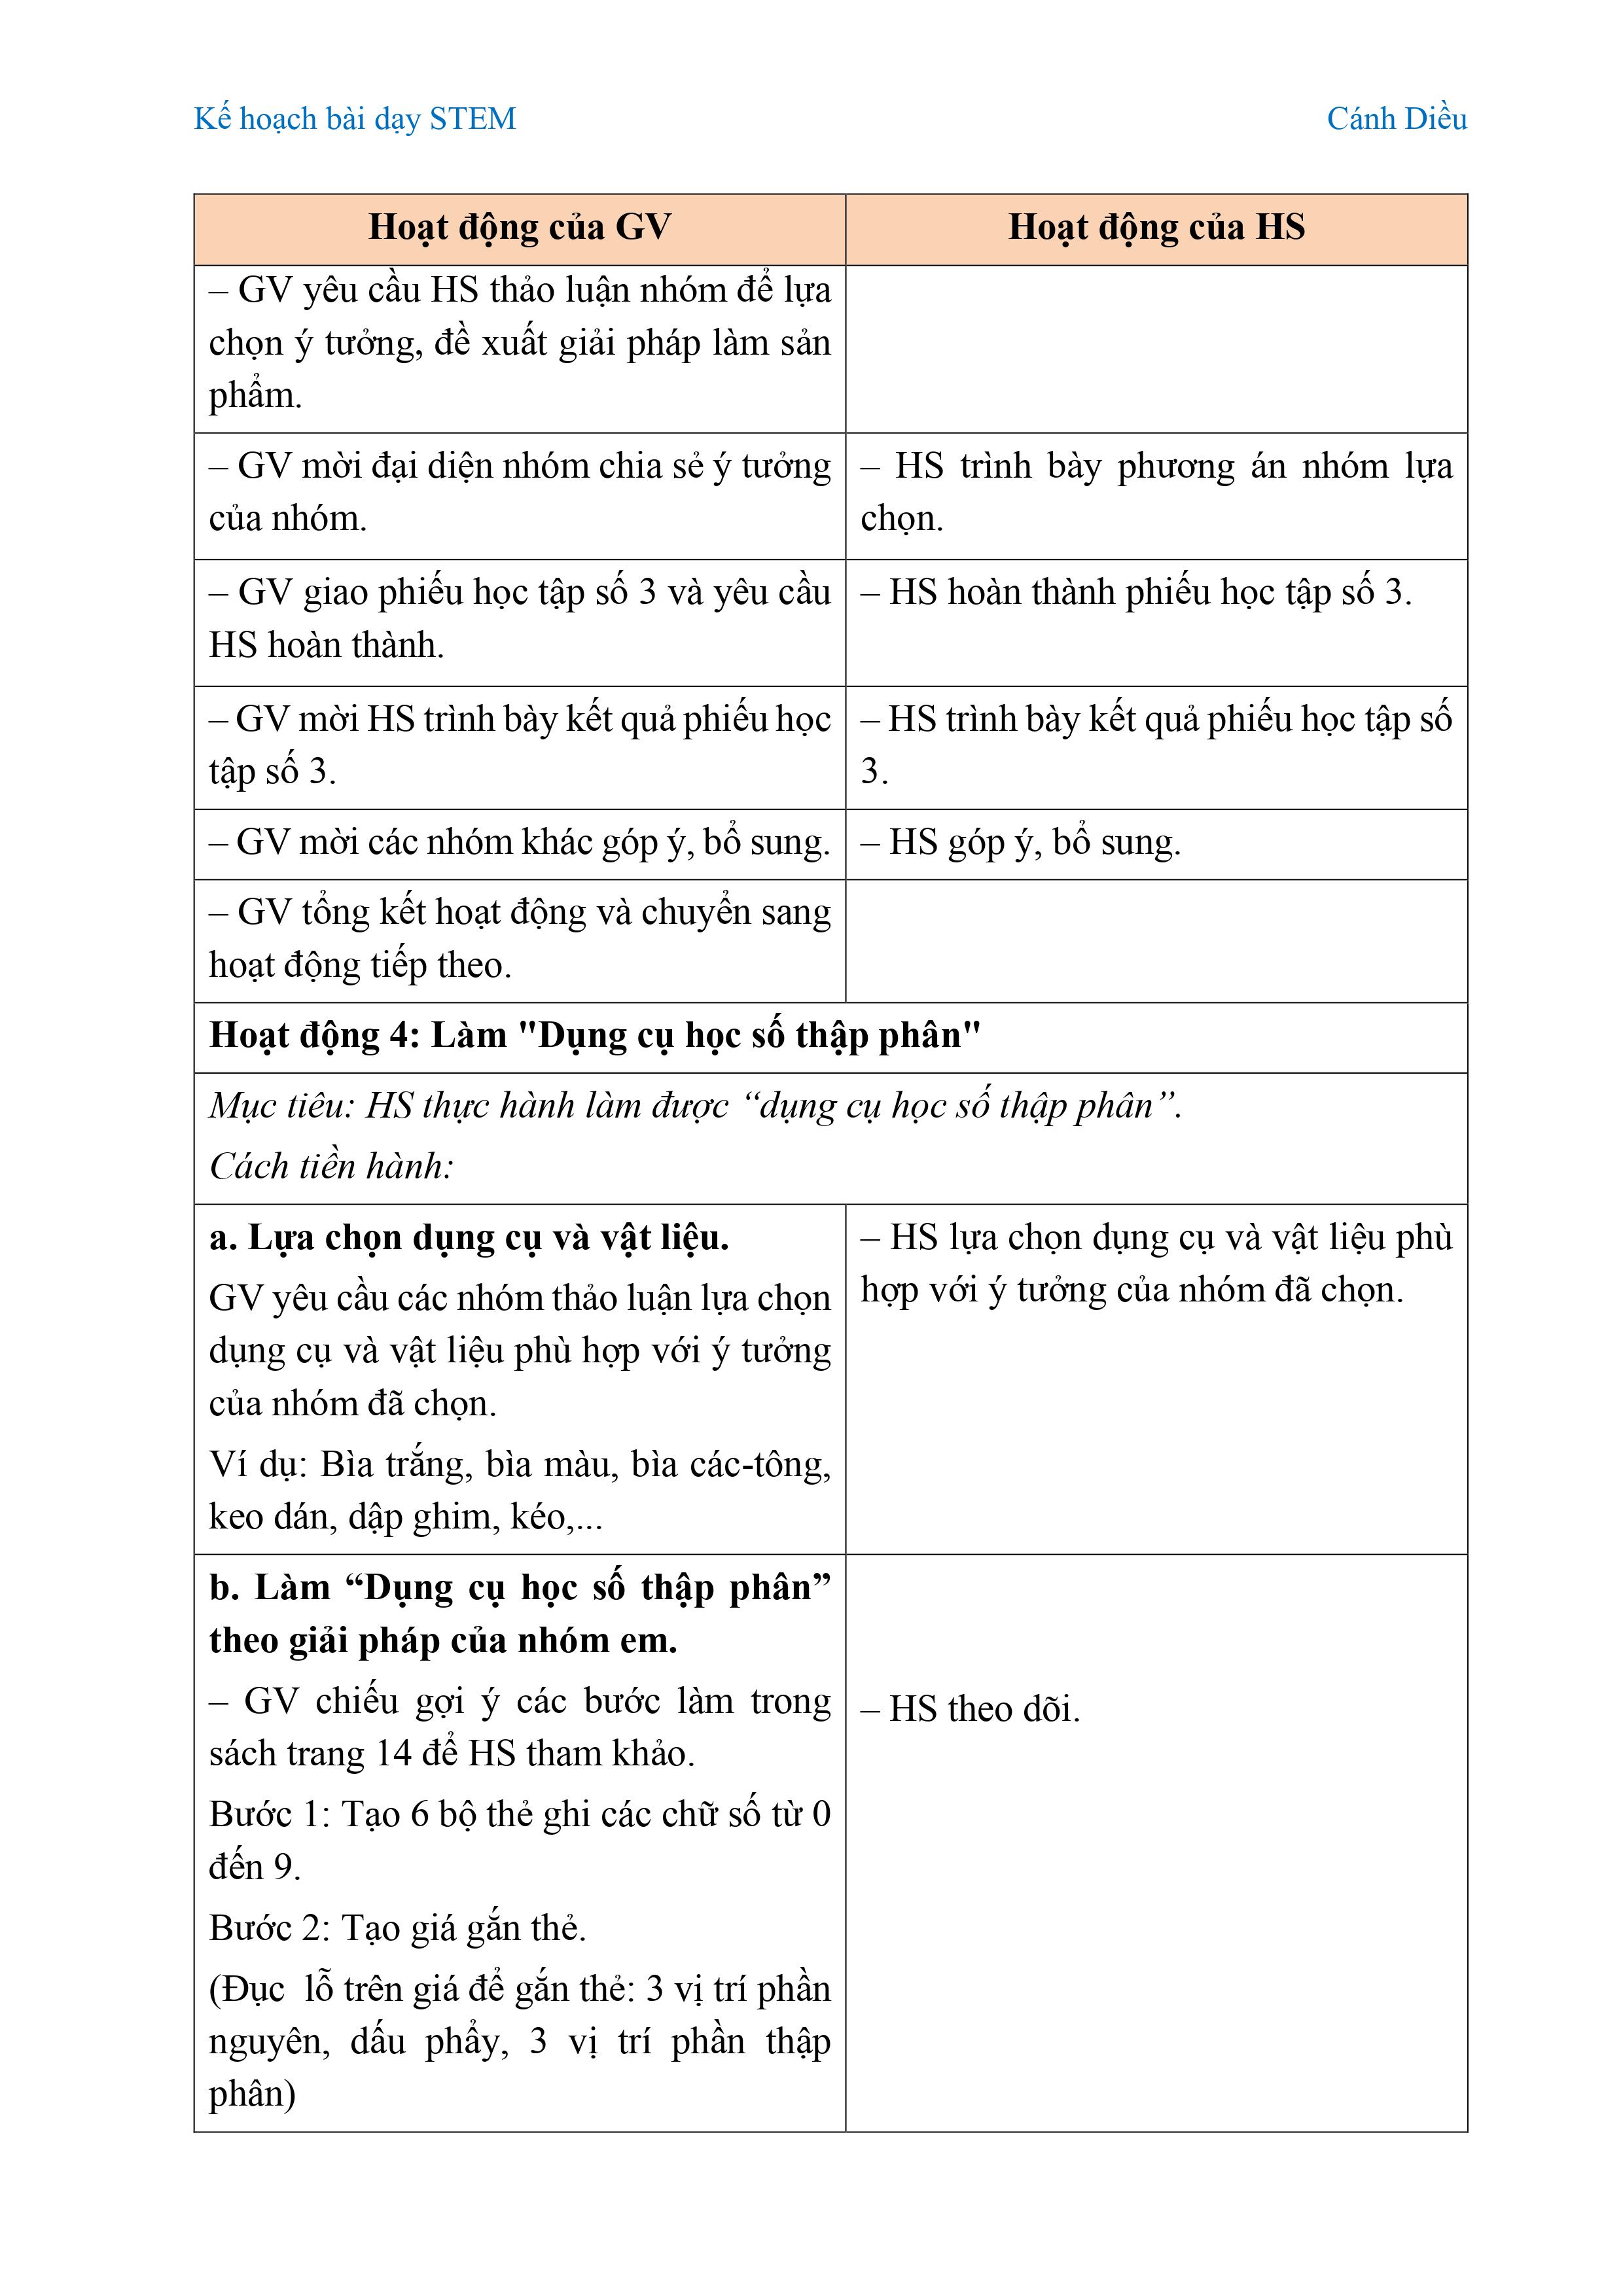 Kế hoạch bài dạy STEM
Cánh Diều
Hoạt động của GV
Hoạt động của HS
– GV yêu cầu HS thảo luận nhóm để lựa
chọn ý tưởng, đề xuất giải pháp làm sản
phẩm.
– GV mời đại diện nhóm chia sẻ ý tưởng
của nhóm.
– HS trình bày phương án nhóm lựa
chọn.
– GV giao phiếu học tập số 3 và yêu cầu
HS hoàn thành.
– HS hoàn thành phiếu học tập số 3.
– GV mời HS trình bày kết quả phiếu học
tập số 3.
– HS trình bày kết quả phiếu học tập số
3.
– GV mời các nhóm khác góp ý, bổ sung.
– HS góp ý, bổ sung.
– GV tổng kết hoạt động và chuyển sang
hoạt động tiếp theo.
Hoạt động 4: Làm "Dụng cụ học số thập phân"
Mục tiêu: HS thực hành làm được “dụng cụ học số thập phân”.
Cách tiền hành:
a. Lựa chọn dụng cụ và vật liệu.
GV yêu cầu các nhóm thảo luận lựa chọn
dụng cụ và vật liệu phù hợp với ý tưởng
của nhóm đã chọn.
Ví dụ: Bìa trắng, bìa màu, bìa các-tông,
keo dán, dập ghim, kéo,...
– HS lựa chọn dụng cụ và vật liệu phù
hợp với ý tưởng của nhóm đã chọn.
b. Làm “Dụng cụ học số thập phân”
theo giải pháp của nhóm em.
– GV chiếu gợi ý các bước làm trong
sách trang 14 để HS tham khảo.
Bước 1: Tạo 6 bộ thẻ ghi các chữ số từ 0
đến 9.
Bước 2: Tạo giá gắn thẻ.
(Đục  lỗ trên giá để gắn thẻ: 3 vị trí phần
nguyên, dấu phẩy, 3 vị trí phần thập
phân)
– HS theo dõi.